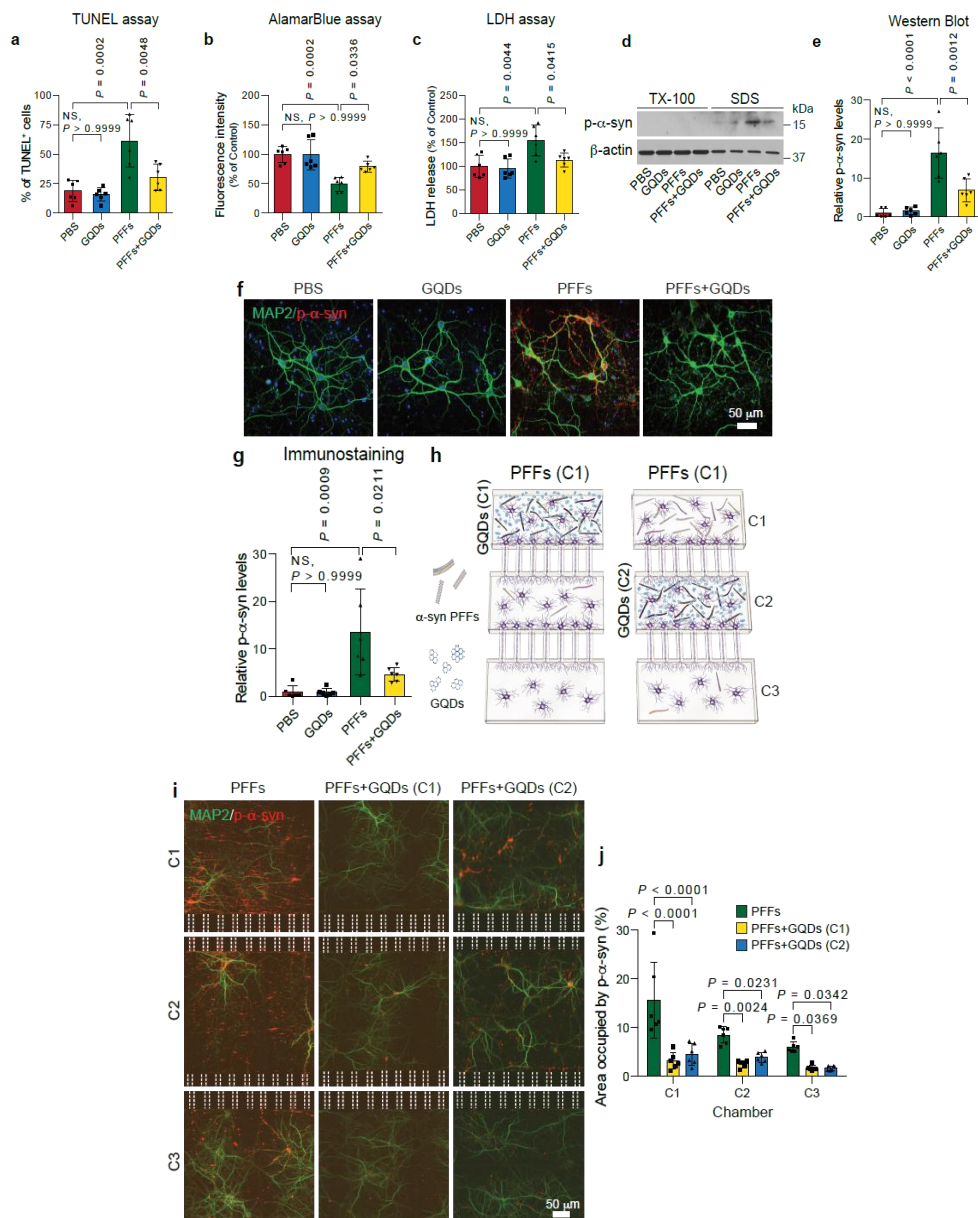 TUNEL assay
a
P = 0.0002
P = 0.0048
NS,
P > 0.9999
% of TUNEL+ cells
100
75
50
25
0
PBS
GQDs
PFFs
PFFs+GQDs
AlamarBlue assay
b
P = 0.0002
P = 0.0336
NS, P > 0.9999
Fluorescence intensity
(% of Control)
200
150
100
50
0
PBS
GQDs
PFFs
PFFs+GQDs
LDH assay
c
P = 0.0044
P = 0.0415
NS,
P > 0.9999
LDH release (% of Control)
250
200
150
100
50
0
PBS
GQDs
PFFs
PFFs+GQDs
d
TX-100
SDS
kDa
p-α-syn
15
β-actin
37
PBS
GQDs
PFFs
PFFs+GQDs
PBS
GQDs
PFFs
PFFs+GQDs
Western Blot
e
P < 0.0001
P = 0.0012
NS,
P > 0.9999
Relative p-α-syn levels
30
20
10
0
PBS
GQDs
PFFs
PFFs+GQDs
f
PBS
GQDs
PFFs
PFFs+GQDs
MAP2/p-α-syn
50 μm
g
Immunostaining
P = 0.0009
P = 0.0211
NS,
P > 0.9999
Relative p-α-syn levels
30
20
10
0
PBS
GQDs
PFFs
PFFs+GQDs
h
PFFs (C1)
PFFs (C1)
GQDs (C1)
GQDs (C2)
C1
C2
C3
α-syn PFFs
GQDs
i
PFFs
PFFs+GQDs (C1)
PFFs+GQDs (C2)
MAP2/p-α-syn
C1
C2
C3
50 μm
j
P < 0.0001
P < 0.0001
PFFs
PFFs+GQDs (C1)
PFFs+GQDs (C2)
P = 0.0231
P = 0.0024
P = 0.0342
P = 0.0369
Area occupied by p-α-syn (%)
30
20
10
0
C1
C2
C3
Chamber